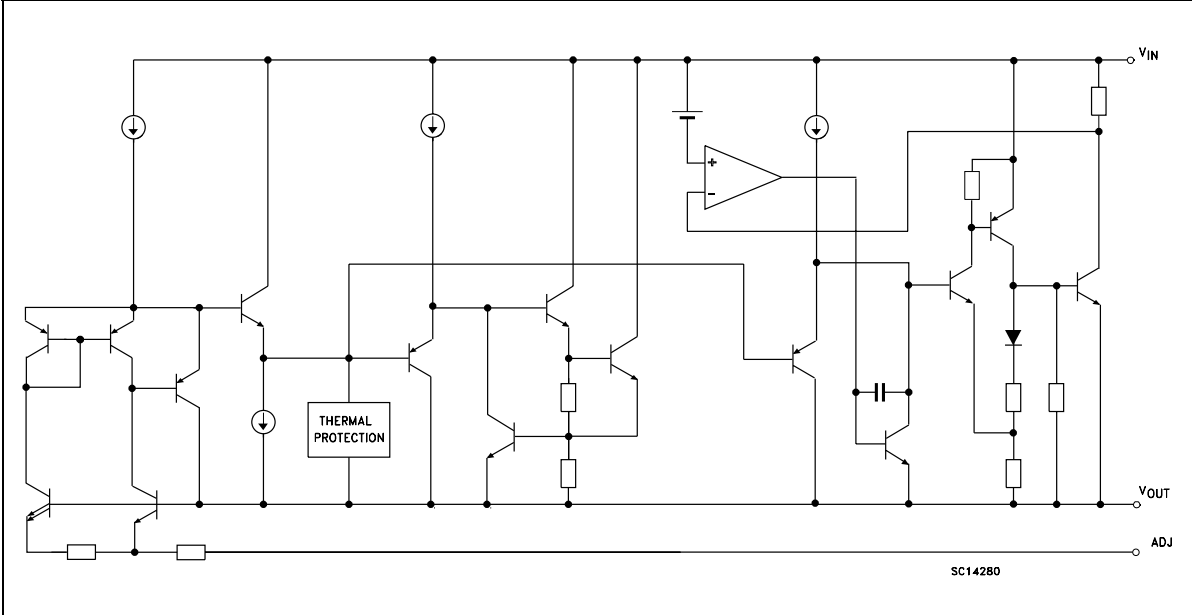 VIN
+
-
THERMAL
PROTECTION
VOUT
ADJ
SC14280